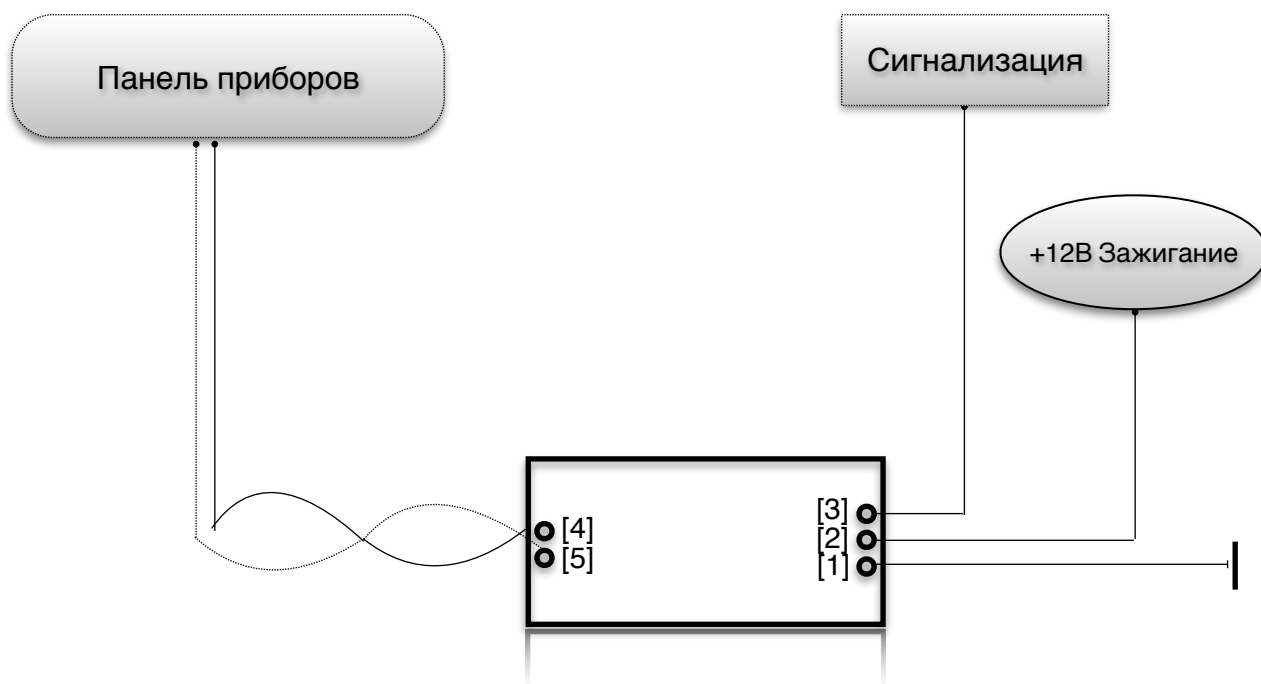 Панель приборов
Сигнализация
+12В Зажигание
[3]
[4]
[2]
[5]
[1]